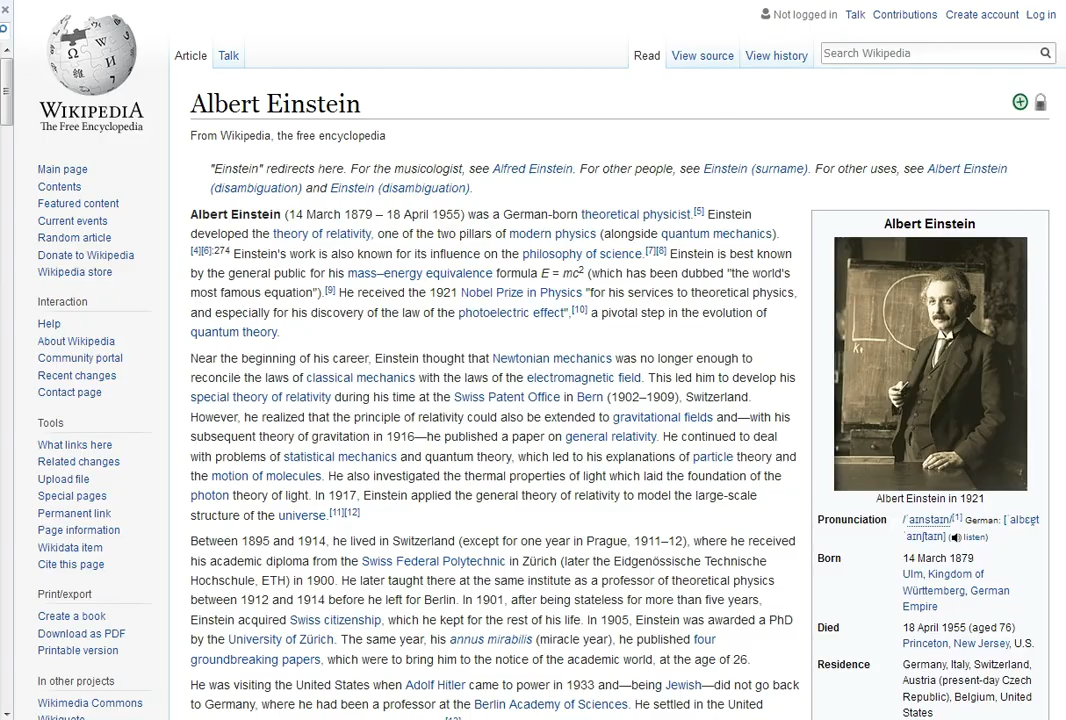 Not logged in Talk Contributions Create account Log in
Article Talk
Read View source View history
Search Wikipedia
WIKIPEDIA
The Free Encyclopedia
Main page
Contents
Featured content
Current events
Random article
Donate to Wikipedia
Wikipedia store
Interaction
Help
About Wikipedia
Community portal
Recent changes
Contact page
Tools
What links here
Related changes
Upload file
Special pages
Permanent link
Page information
Wikidata item
Cite this page
Print/export
Create a book
Download as PDF
Printable version
In other projects
Wikimedia Commons
Wikiquote
Albert Einstein
From Wikipedia, the free encyclopedia
"Einstein" redirects here. For the musicologist, see Alfred Einstein. For other people, see Einstein (surname). For other uses, see Albert Einstein
(disambiguation) and Einstein (disambiguation).
Albert Einstein (14 March 1879 – 18 April 1955) was a German-born theoretical physicist.[5] Einstein
developed the theory of relativity, one of the two pillars of modern physics (alongside quantum mechanics).
[4][6]:274 Einstein's work is also known for its influence on the philosophy of science.[7][8] Einstein is best known
by the general public for his mass–energy equivalence formula E = mc2 (which has been dubbed "the world's
most famous equation").[9] He received the 1921 Nobel Prize in Physics "for his services to theoretical physics,
and especially for his discovery of the law of the photoelectric effect",[10] a pivotal step in the evolution of
quantum theory.
Near the beginning of his career, Einstein thought that Newtonian mechanics was no longer enough to
reconcile the laws of classical mechanics with the laws of the electromagnetic field. This led him to develop his
special theory of relativity during his time at the Swiss Patent Office in Bern (1902–1909), Switzerland.
However, he realized that the principle of relativity could also be extended to gravitational fields and—with his
subsequent theory of gravitation in 1916—he published a paper on general relativity. He continued to deal
with problems of statistical mechanics and quantum theory, which led to his explanations of particle theory and
the motion of molecules. He also investigated the thermal properties of light which laid the foundation of the
photon theory of light. In 1917, Einstein applied the general theory of relativity to model the large-scale
structure of the universe.[11][12]
Between 1895 and 1914, he lived in Switzerland (except for one year in Prague, 1911–12), where he received
his academic diploma from the Swiss Federal Polytechnic in Zürich (later the Eidgenössische Technische
Hochschule, ETH) in 1900. He later taught there at the same institute as a professor of theoretical physics
between 1912 and 1914 before he left for Berlin. In 1901, after being stateless for more than five years,
Einstein acquired Swiss citizenship, which he kept for the rest of his life. In 1905, Einstein was awarded a PhD
by the University of Zürich. The same year, his annus mirabilis (miracle year), he published four
groundbreaking papers, which were to bring him to the notice of the academic world, at the age of 26.
He was visiting the United States when Adolf Hitler came to power in 1933 and—being Jewish—did not go back
to Germany, where he had been a professor at the Berlin Academy of Sciences. He settled in the United
Albert Einstein
Albert Einstein in 1921
Pronunciation /ˈaɪnstaɪn/[1] German: [ˈalbɛɐ̯t
ˈaɪnʃtaɪn] (listen)
Born 14 March 1879
Ulm, Kingdom of
Württemberg, German
Empire
Died 18 April 1955 (aged 76)
Princeton, New Jersey, U.S.
Residence Germany, Italy, Switzerland,
Austria (present-day Czech
Republic), Belgium, United
States